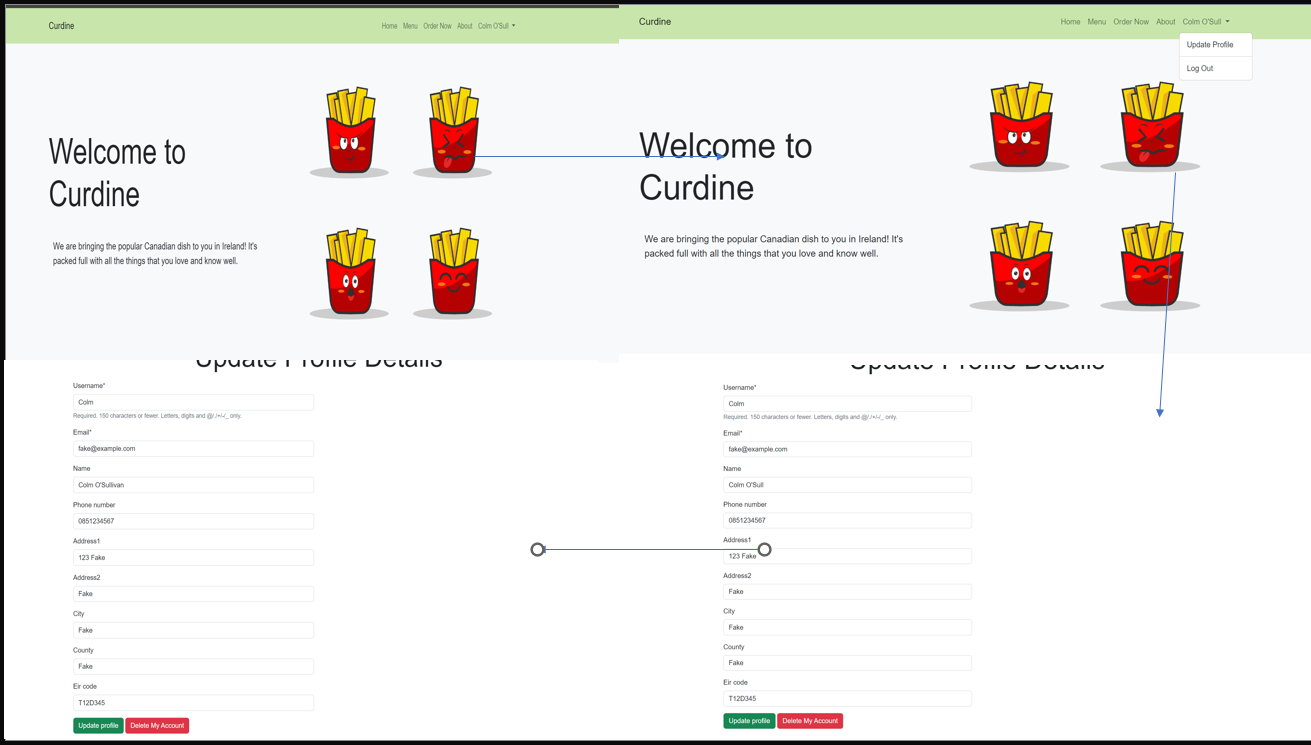 Curdine
Home Menu Order Now About Colm O'Sull
Welcome to
Curdine
We are bringing the popular Canadian dish to you in Ireland! It's
packed full with all the things that you love and know well.
Curdine
Home Menu Order Now About Colm O'Sull
Update Profile
Log Out
Welcome to
Curdine
We are bringing the popular Canadian dish to you in Ireland! It's
packed full with all the things that you love and know well.
Update Profile Details
Username*
Colm
Required. 150 characters or fewer. Letters, digits and @/./+/-/_ only.
Email*
fake@example.com
Name
Colm O'Sullivan
Phone number
0851234567
Address1
123 Fake
Address2
Fake
City
Fake
County
Fake
Eir code
T12D345
Update profile Delete My Account
Update Profile Details
Username*
Colm
Required. 150 characters or fewer. Letters, digits and @/./+/-/_ only.
Email*
fake@example.com
Name
Colm O'Sull
Phone number
0851234567
Address1
123 Fake
Address2
Fake
City
Fake
County
Fake
Eir code
T12D345
Update profile Delete My Account